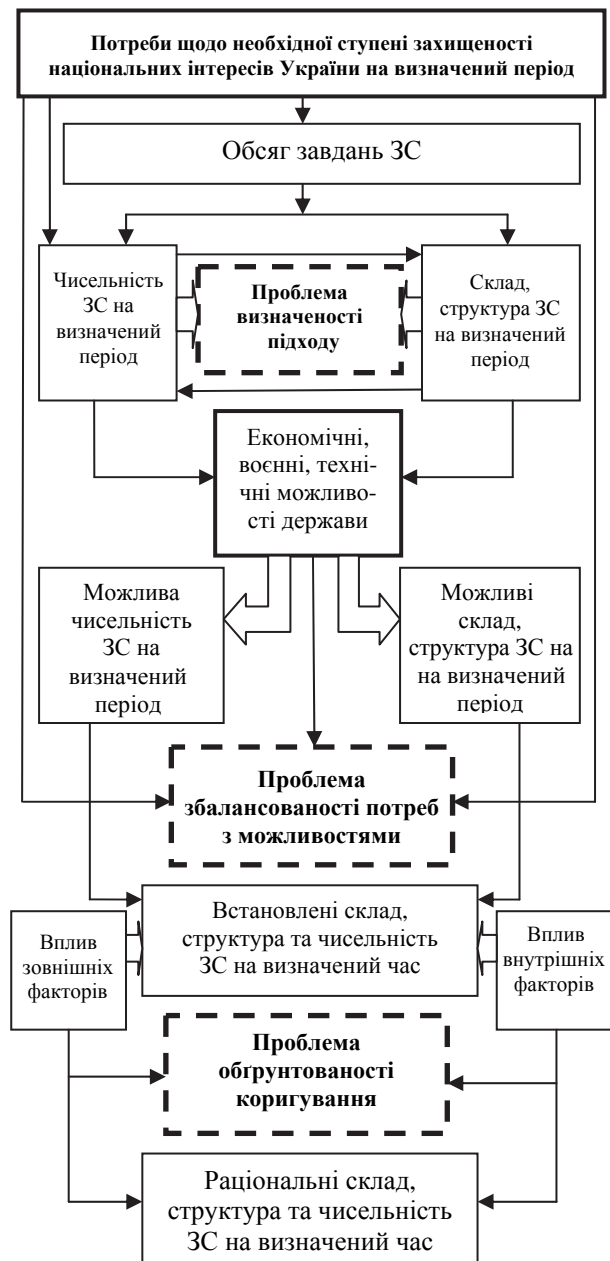 Потреби щодо необхідної ступені захищеності
національних інтересів України на визначений період
Обсяг завдань ЗС
Чисельність
ЗС на
визначений
період
Проблема
визначеності
підходу
Склад,
структура ЗС
на визначений
період
Економічні,
воєнні, техні-
чні можливо-
сті держави
Можлива
чисельність
ЗС на
визначений
період
Можливі
склад,
структура ЗС на
на визначений
період
Проблема
збалансованості потреб
з можливостями
Встановлені склад,
структура та чисельність
ЗС на визначений час
Вплив
зовнішніх
факторів
Вплив
внутрішніх
факторів
Проблема
обґрунтованості
коригування
Раціональні склад,
структура та чисельність
ЗС на визначений час